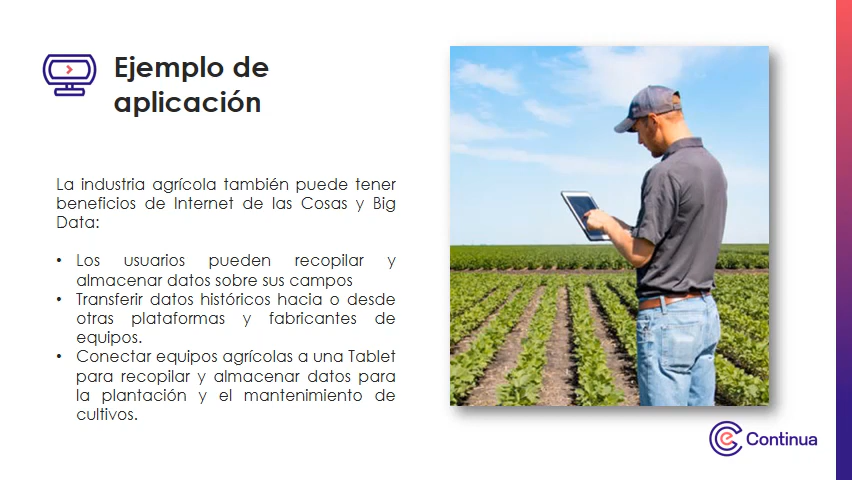 Ejemplo de
aplicación
La industria agrícola también puede tener
beneficios de Internet de las Cosas y Big
Data:
• Los usuarios pueden recopilar y
almacenar datos sobre sus campos
• Transferir datos históricos hacia o desde
otras plataformas y fabricantes de
equipos.
• Conectar equipos agrícolas a una Tablet
para recopilar y almacenar datos para
la plantación y el mantenimiento de
cultivos.
Continua